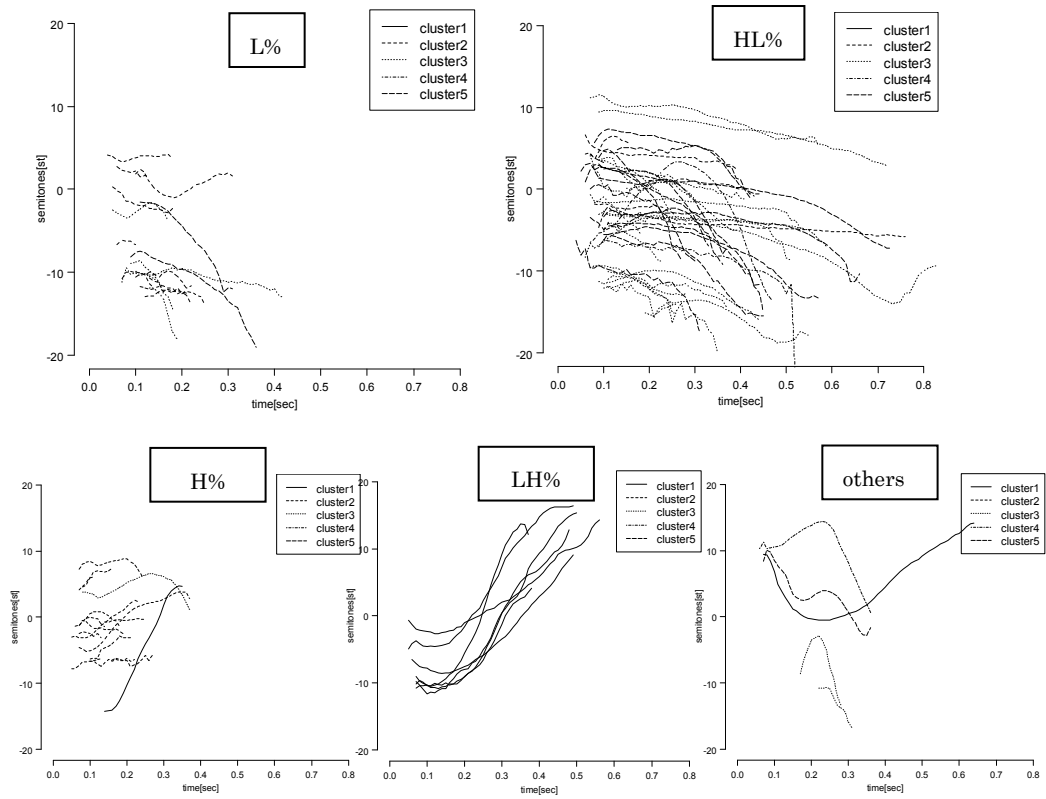 L%
cluster1
cluster2
cluster3
cluster4
cluster5
semitones[st]
20
10
0
-10
-20
0.0 0.1 0.2 0.3 0.4 0.5 0.6 0.7 0.8
time[sec]
HL%
cluster1
cluster2
cluster3
cluster4
cluster5
semitones[st]
20
10
0
-10
-20
0.0 0.1 0.2 0.3 0.4 0.5 0.6 0.7 0.8
time[sec]
H%
cluster1
cluster2
cluster3
cluster4
cluster5
semitones[st]
20
10
0
-10
-20
0.0 0.1 0.2 0.3 0.4 0.5 0.6 0.7 0.8
time[sec]
LH%
cluster1
cluster2
cluster3
cluster4
cluster5
semitones[st]
20
10
0
-10
-20
0.0 0.1 0.2 0.3 0.4 0.5 0.6 0.7 0.8
time[sec]
others
cluster1
cluster2
cluster3
cluster4
cluster5
semitones[st]
20
10
0
-10
-20
0.0 0.1 0.2 0.3 0.4 0.5 0.6 0.7 0.8
time[sec]